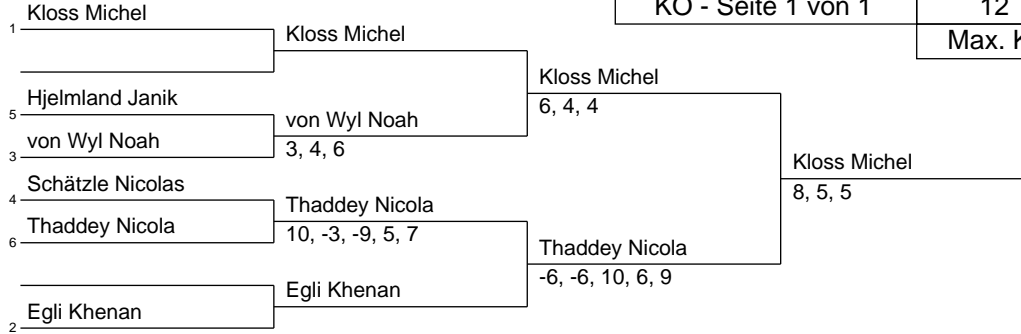 KO - Seite 1 von 1
12
Max. K
1 Kloss Michel
5 Hjelmland Janik
3 von Wyl Noah
4 Schätzle Nicolas
6 Thaddey Nicola
2 Egli Khenan
Kloss Michel
von Wyl Noah
3, 4, 6
Thaddey Nicola
10, -3, -9, 5, 7
Egli Khenan
Kloss Michel
6, 4, 4
Thaddey Nicola
-6, -6, 10, 6, 9
Kloss Michel
8, 5, 5